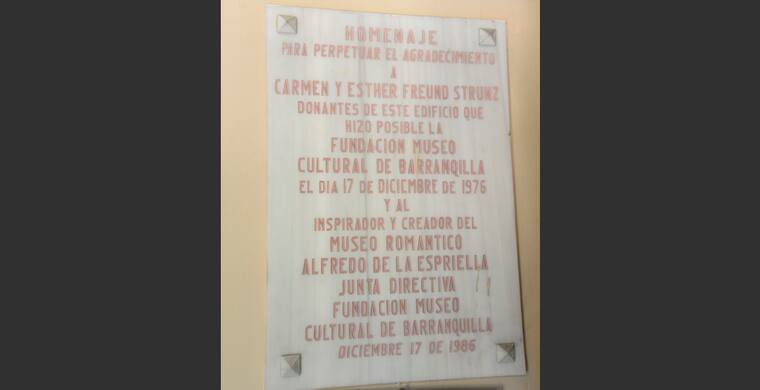 HOMENAJE
PARA PERPETUAR EL AGRADECIMIENTO
A
CARMEN Y ESTHER FREUND STRUNZ
DONANTES DE ESTE EDIFICIO QUE
HIZO POSIBLE LA
FUNDACION MUSEO
CULTURAL DE BARRANQILLA
EL DIA 17 DE DICIEMBRE DE 1976
Y AL
INSPIRADOR Y CREADOR DEL
MUSEO ROMANTICO
ALFREDO DE LA ESPRIELLA
JUNTA DIRECTIVA
FUNDACION MUSEO
CULTURAL DE BARRANQUILLA
DICIEMBRE 17 DE 1986